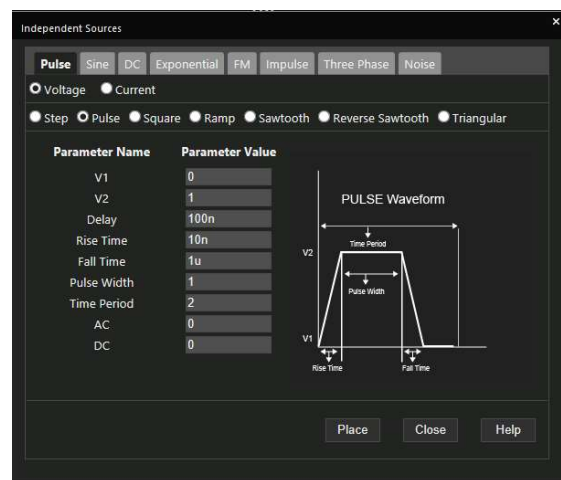 Independent Sources
Pulse Sine DC Exponential FM Impulse Three Phase Noise
Voltage Current
Step Pulse Square Ramp Sawtooth Reverse Sawtooth Triangular
Parameter Name Parameter Value
V1 0
V2 1
Delay 100n
Rise Time 10n
Fall Time 1u
Pulse Width 1
Time Period 2
AC 0
DC 0
PULSE Waveform
Time Period
V2
Pulse Width
V1
Rise Time Fall Time
Place Close Help